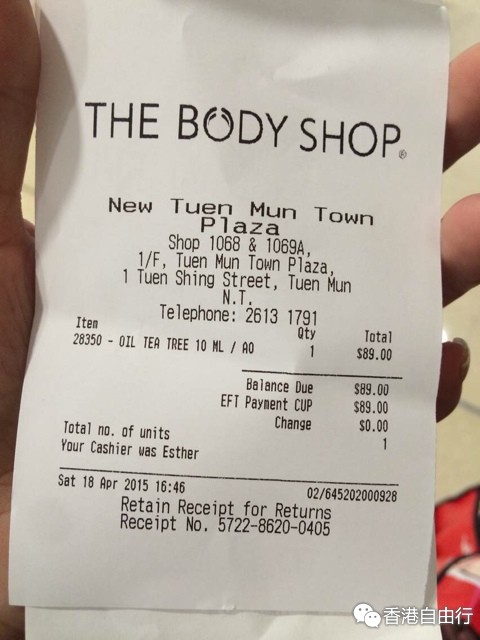 THE BODY SHOP®
New Tuen Mun Town
Plaza
Shop 1068 & 1069A,
1/F, Tuen Mun Town Plaza,
1 Tuen Shing Street, Tuen Mun
N.T.
Telephone: 2613 1791
Item Qty Total
28350 - OIL TEA TREE 10 ML / AO 1 $89.00
Balance Due $89.00
EFT Payment CUP $89.00
Change $0.00
Total no. of units 1
Your Cashier was Esther
Sat 18 Apr 2015 16:46 02/645202000928
Retain Receipt for Returns
Receipt No. 5722-8620-0405
香港自由行